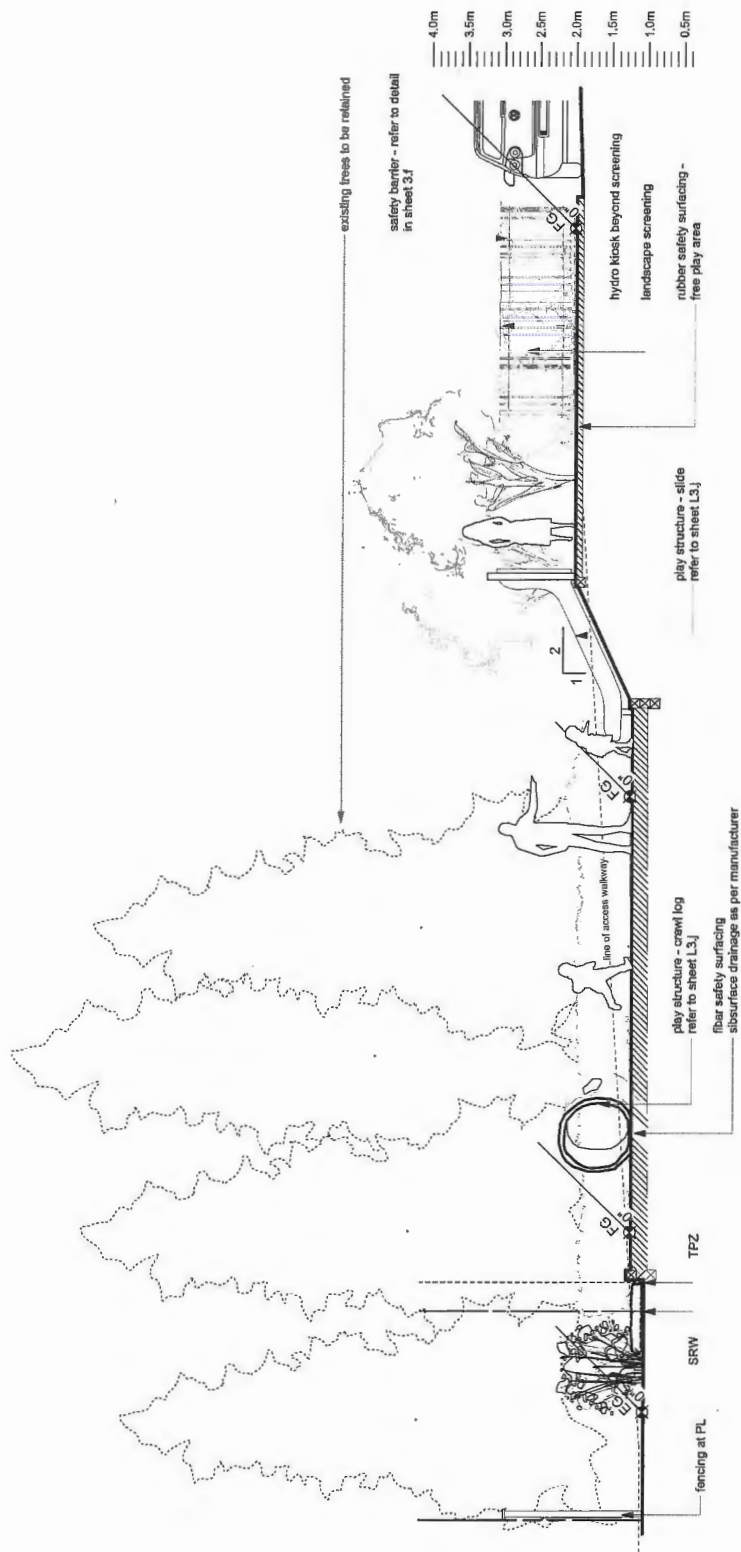 existing trees to be retained
safety barrier - refer to detail
in sheet 3.f
4.0m
3.5m
3.0m
2.5m
2.0m
1.5m
1.0m
0.5m
hydro kiosk beyond screening
landscape screening
rubber safety surfacing -
free play area
play structure - slide
refer to sheet L3.j
2
1
line of access walkway
play structure - crawl log
refer to sheet L3.j
fibar safety surfacing
sibsurface drainage as per manufacturer
TPZ
SRW
fencing at PL
EG
FG
FG
FG